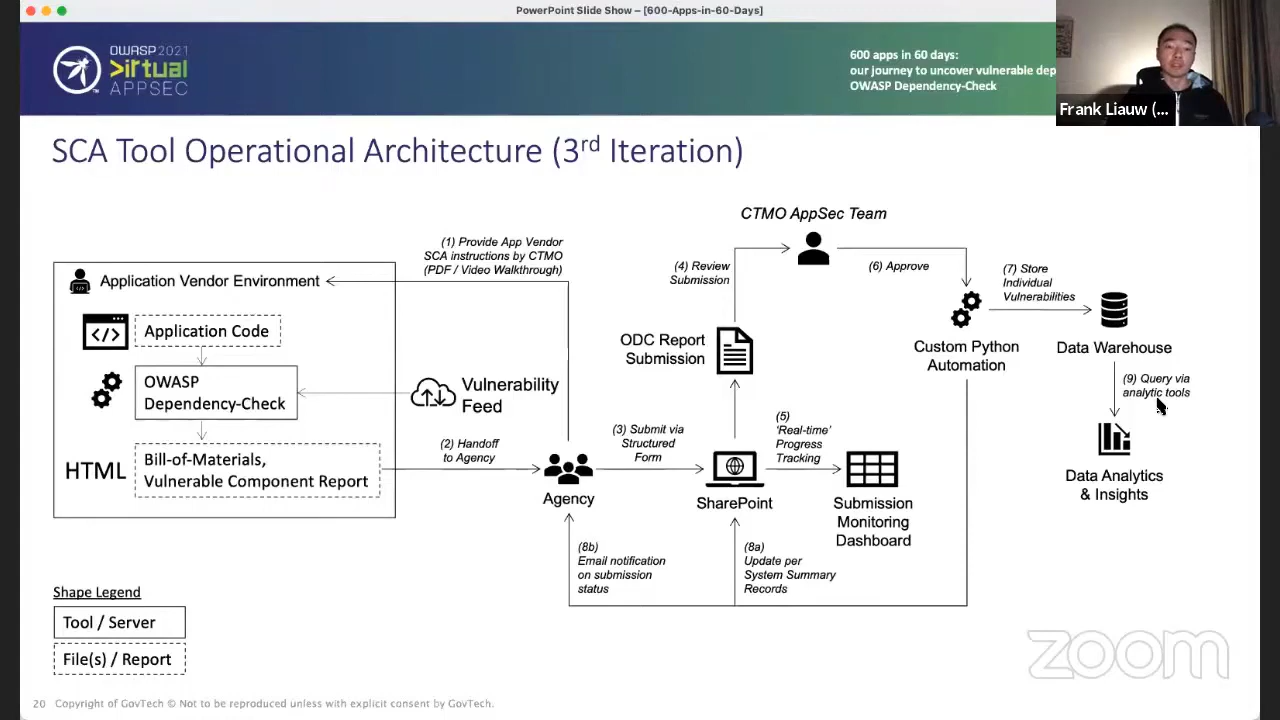 PowerPoint Slide Show – [600-Apps-in-60-Days]
OWASP 2021
>irtual
APPSEC
600 apps in 60 days:
our journey to uncover vulnerable dep
OWASP Dependency-Check
Frank Liauw (...
SCA Tool Operational Architecture (3rd Iteration)
CTMO AppSec Team
(1) Provide App Vendor
SCA instructions by CTMO
(PDF / Video Walkthrough)
(4) Review
Submission
(6) Approve
(7) Store
Individual
Vulnerabilities
Application Vendor Environment
Application Code
OWASP
Dependency-Check
Vulnerability
Feed
ODC Report
Submission
Custom Python
Automation
Data Warehouse
(9) Query via
analytic tools
HTML
Bill-of-Materials,
Vulnerable Component Report
(2) Handoff
to Agency
(3) Submit via
Structured
Form
(5)
'Real-time'
Progress
Tracking
Agency
SharePoint
Submission
Monitoring
Dashboard
Data Analytics
& Insights
(8b)
Email notification
on submission
status
(8a)
Update per
System Summary
Records
Shape Legend
Tool / Server
File(s) / Report
zoom
20 Copyright of GovTech © Not to be reproduced unless with explicit consent by GovTech.